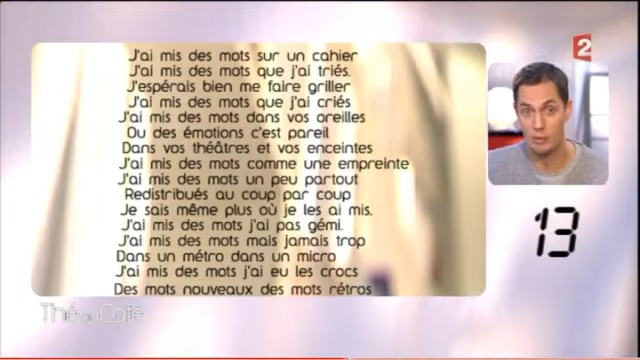 J'ai mis des mots sur un cahier
J'ai mis des mots que j'ai triés.
J'espérais bien me faire griller
J'ai mis des mots que j'ai criés
J'ai mis des mots dans vos oreilles
Ou des émotions c'est pareil
Dans vos théâtres et vos enceintes
J'ai mis des mots comme une empreinte
J'ai mis des mots un peu partout
Redistribués au coup par coup
Je sais même plus où je les ai mis.
J'ai mis des mots j'ai pas gémi.
J'ai mis des mots mais jamais trop
Dans un métro dans un micro
J'ai mis des mots j'ai eu les crocs
Des mots nouveaux des mots rétros
2
13
Thé ou Café